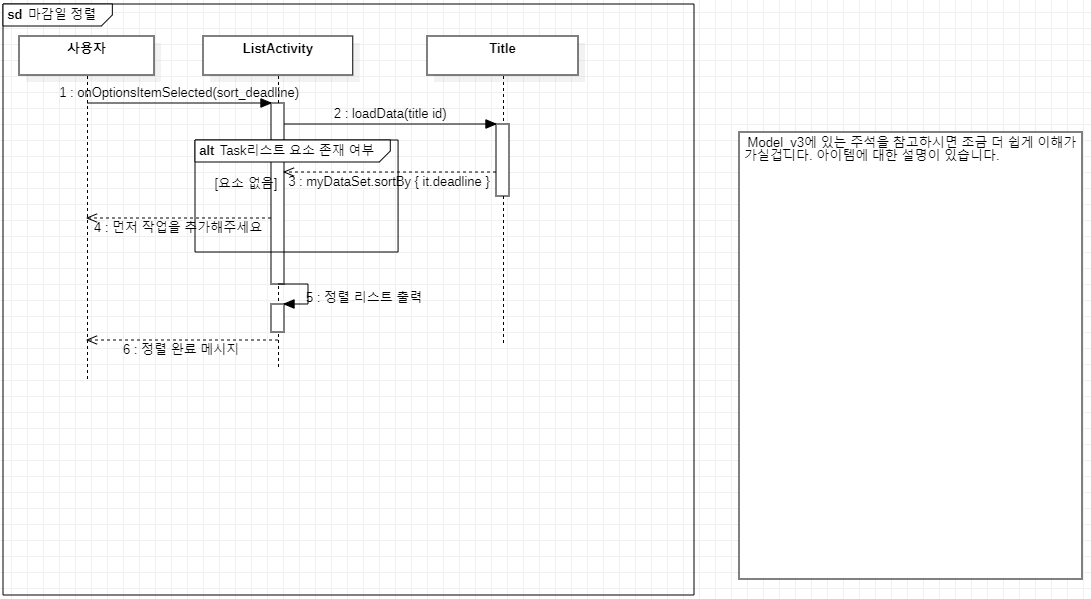 sd 마감일 정렬
사용자
ListActivity
Title
1 : onOptionsItemSelected(sort_deadline)
2 : loadData(title id)
alt Task리스트 요소 존재 여부
[요소 없음]
3 : myDataSet.sortBy { it.deadline }
4 : 먼저 작업을 추가해주세요
5 : 정렬 리스트 출력
6 : 정렬 완료 메시지
Model_v3에 있는 주석을 참고하시면 조금 더 쉽게 이해가
가실겁니다. 아이템에 대한 설명이 있습니다.